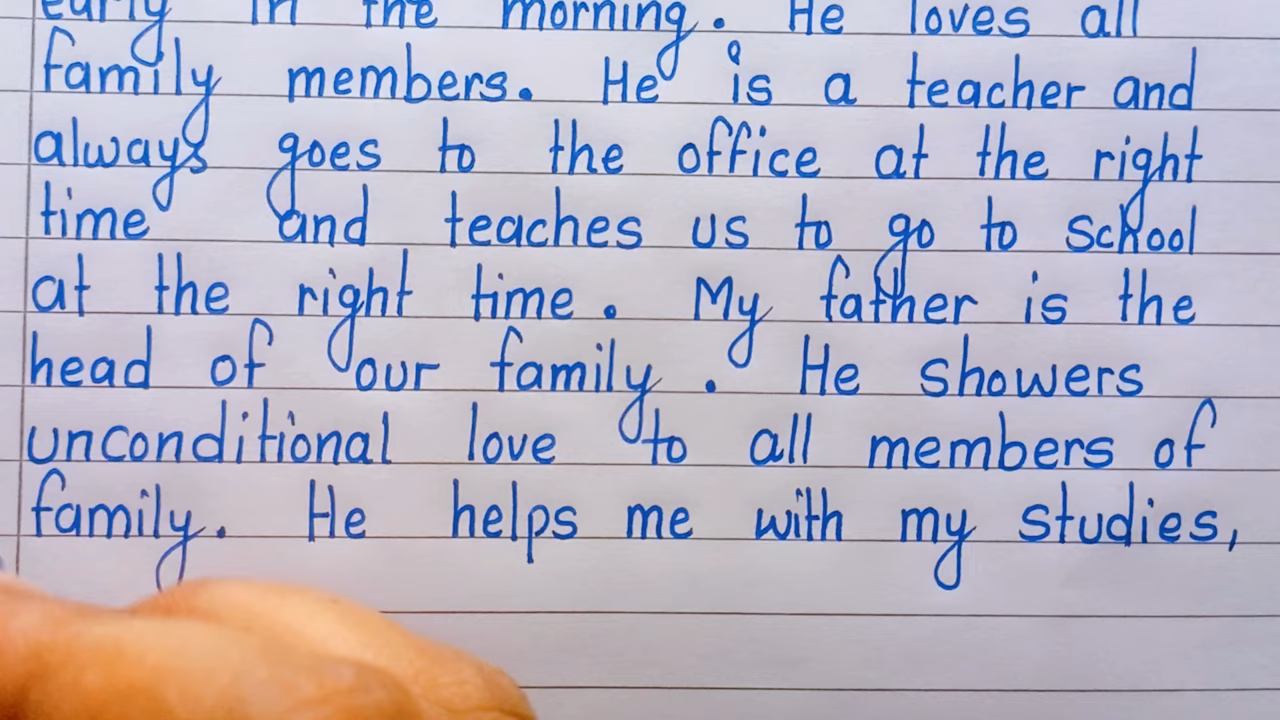 early in the morning. He loves all
family members. He is a teacher and
always goes to the office at the right
time and teaches us to go to school
at the right time. My father is the
head of our family. He showers
unconditional love to all members of
family. He helps me with my studies,